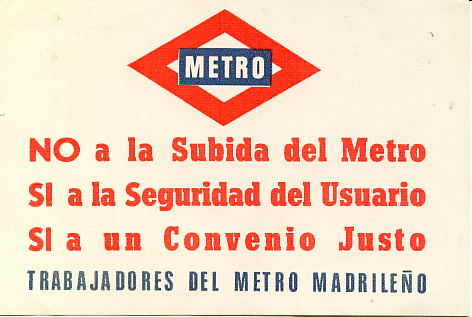 METRO
NO a la Subida del Metro
SI a la Seguridad del Usuario
SI a un Convenio Justo
TRABAJADORES DEL METRO MADRILEÑO